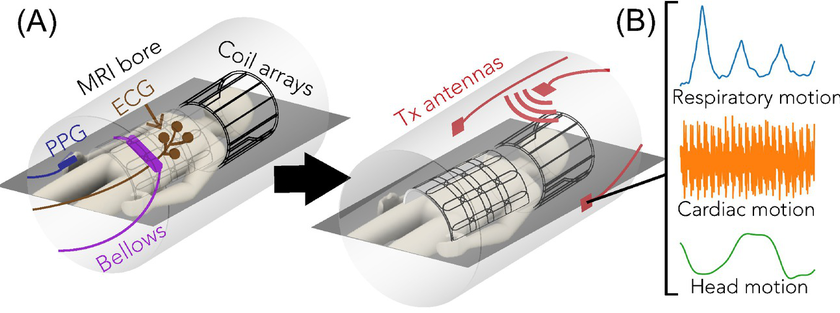 (A)
MRI bore
Coil arrays
ECG
PPG
Bellows
Tx antennas
(B)
Respiratory motion
Cardiac motion
Head motion